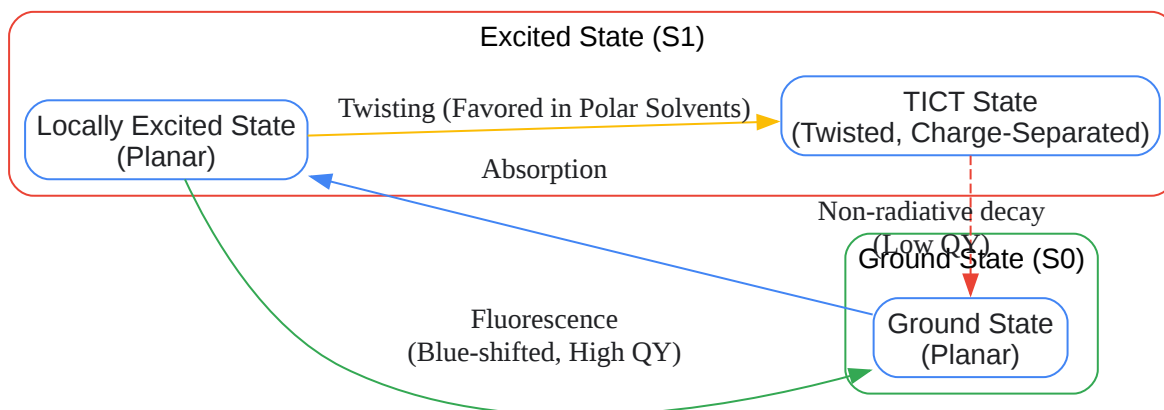 Excited State (S1)
Locally Excited State
(Planar)
Twisting (Favored in Polar Solvents)
TICT State
(Twisted, Charge-Separated)
Absorption
Non-radiative decay
(Low QY)
Ground State (S0)
Ground State
(Planar)
Fluorescence
(Blue-shifted, High QY)